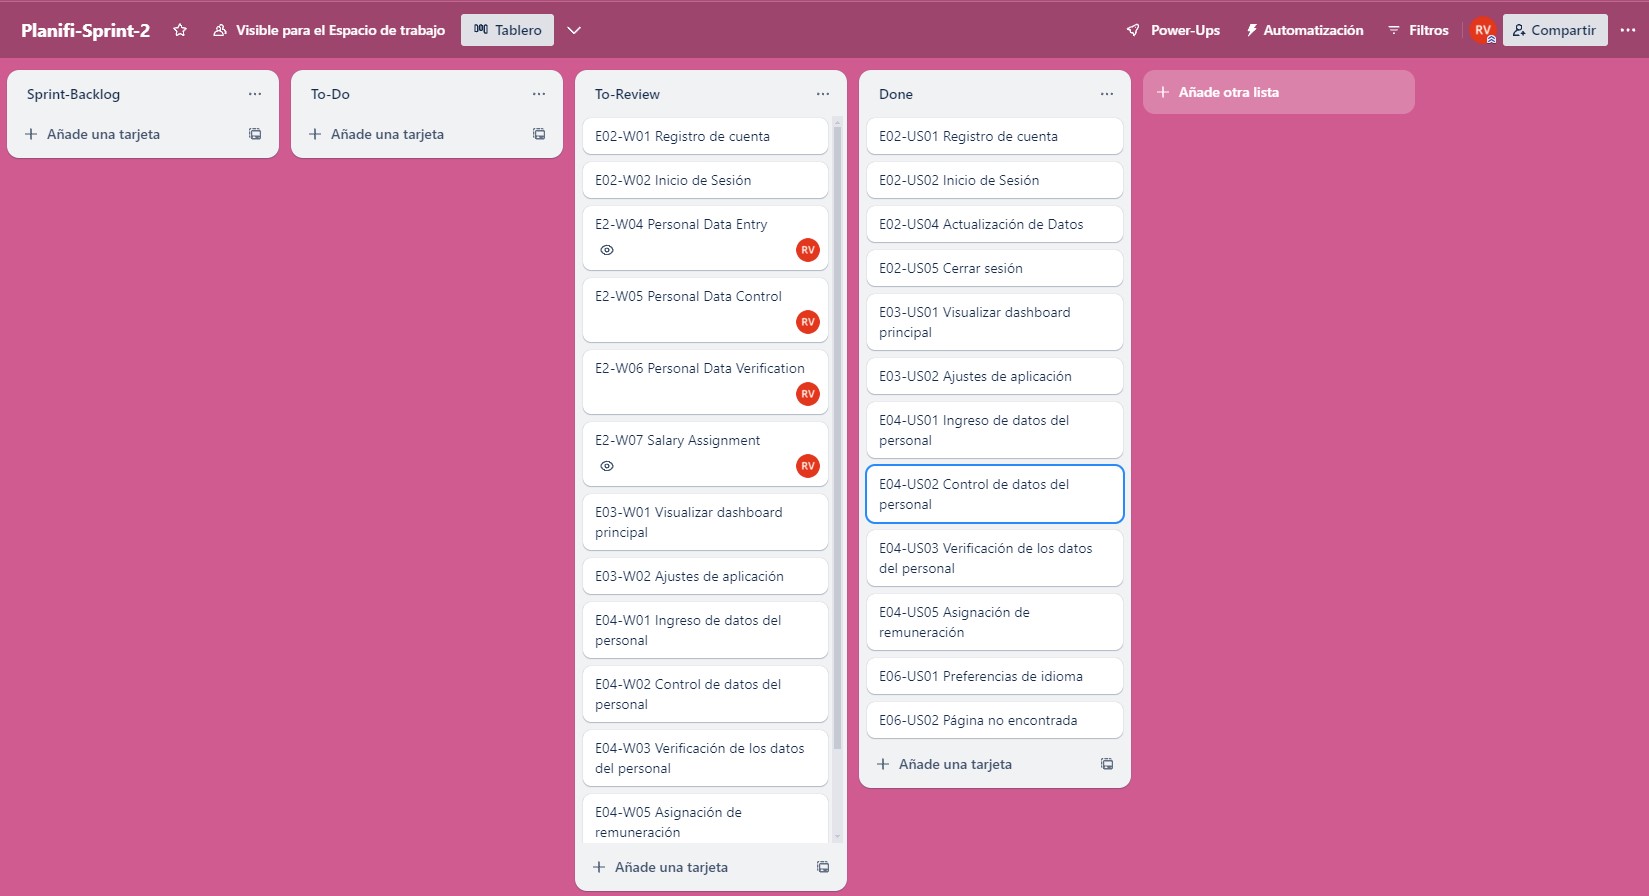 Planifi-Sprint-2
Visible para el Espacio de trabajo
Tablero
Power-Ups
Automatización
Filtros
RV
Compartir
Sprint-Backlog
Añade una tarjeta
To-Do
Añade una tarjeta
To-Review
E02-W01 Registro de cuenta
E02-W02 Inicio de Sesión
E2-W04 Personal Data Entry
RV
E2-W05 Personal Data Control
RV
E2-W06 Personal Data Verification
RV
E2-W07 Salary Assignment
RV
E03-W01 Visualizar dashboard
principal
E03-W02 Ajustes de aplicación
E04-W01 Ingreso de datos del
personal
E04-W02 Control de datos del
personal
E04-W03 Verificación de los datos
del personal
E04-W05 Asignación de
remuneración
Añade una tarjeta
Done
E02-US01 Registro de cuenta
E02-US02 Inicio de Sesión
E02-US04 Actualización de Datos
E02-US05 Cerrar sesión
E03-US01 Visualizar dashboard
principal
E03-US02 Ajustes de aplicación
E04-US01 Ingreso de datos del
personal
E04-US02 Control de datos del
personal
E04-US03 Verificación de los datos
del personal
E04-US05 Asignación de
remuneración
E06-US01 Preferencias de idioma
E06-US02 Página no encontrada
Añade una tarjeta
Añade otra lista